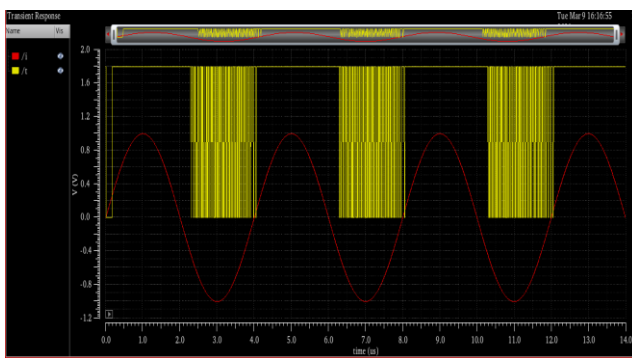 Transient Response
Tue Mar 9 16:16:55
Name Vis
/i
/t
2.0
1.6
1.2
0.8
0.4
0.0
-0.4
-0.8
-1.2
V (V)
0.0 1.0 2.0 3.0 4.0 5.0 6.0 7.0 8.0 9.0 10.0 11.0 12.0 13.0 14.0
time (us)